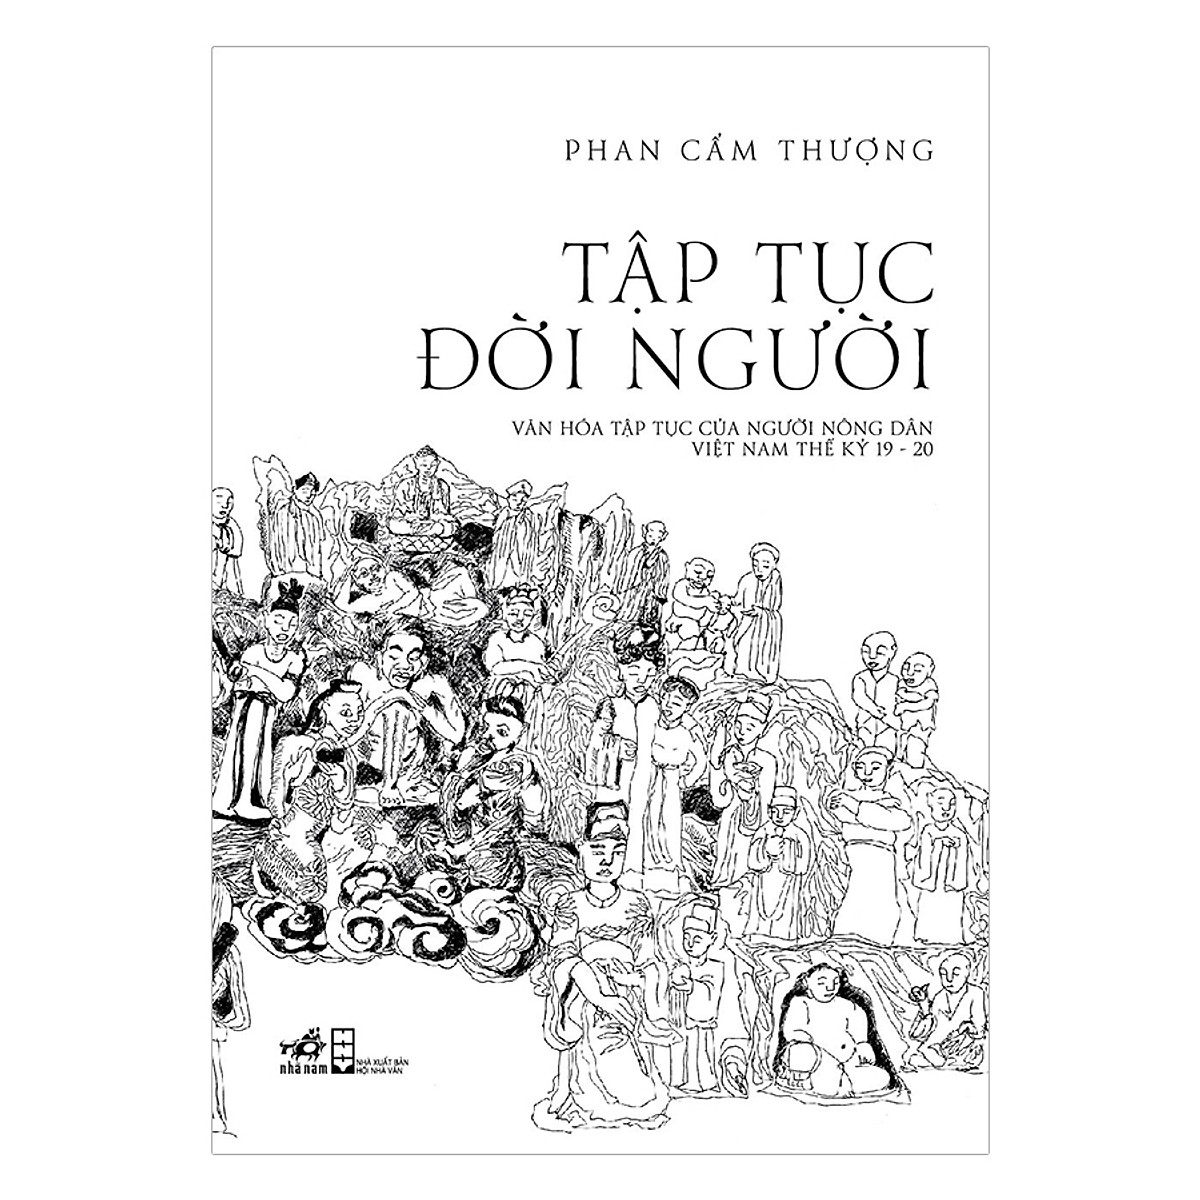 PHAN CẨM THƯỢNG
TẬP TỤC
ĐỜI NGƯỜI
VĂN HÓA TẬP TỤC CỦA NGƯỜI NÔNG DÂN
VIỆT NAM THẾ KỶ 19 - 20
nhã nam
NHÀ XUẤT BẢN
HỘI NHÀ VĂN